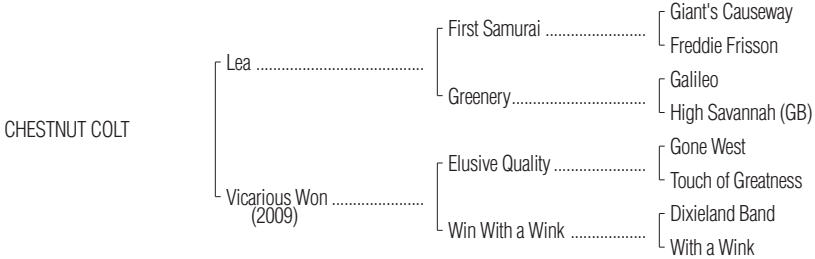 Giant's Causeway
First Samurai ........................
Freddie Frisson
Lea ........................................
Galileo
Greenery................................
High Savannah (GB)
CHESTNUT COLT
Gone West
Elusive Quality ......................
Touch of Greatness
Vicarious Won ......................
(2009)
Dixieland Band
Win With a Wink ..................
With a Wink